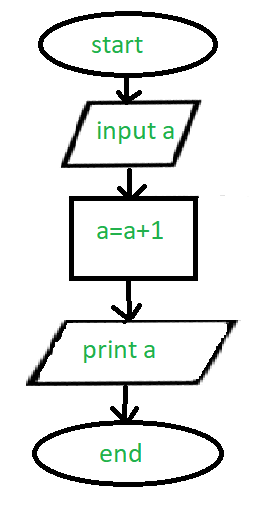 start
input a
a=a+1
print a
end